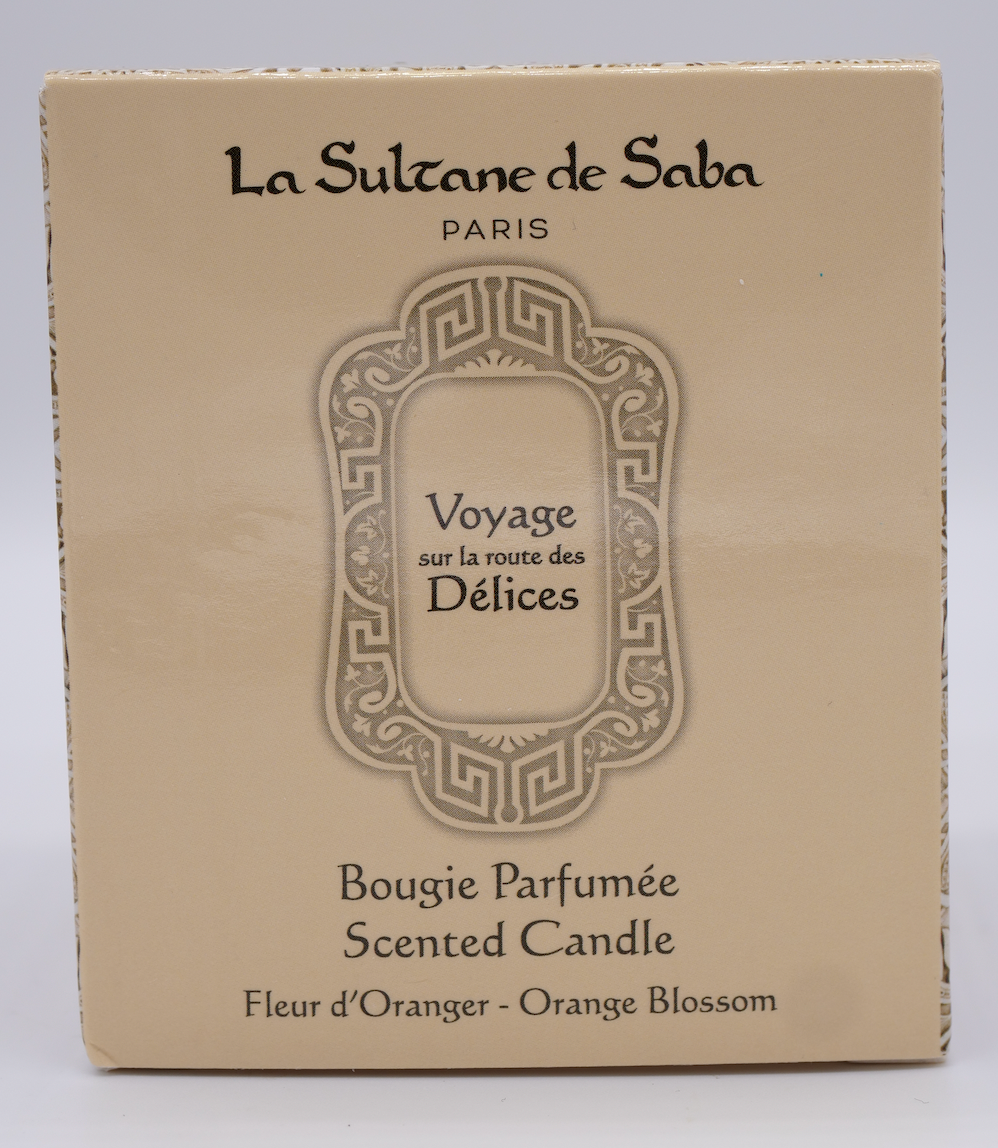 La Sultane de Saba
PARIS
Voyage
sur la route des
Délices
Bougie Parfumée
Scented Candle
Fleur d'Oranger - Orange Blossom